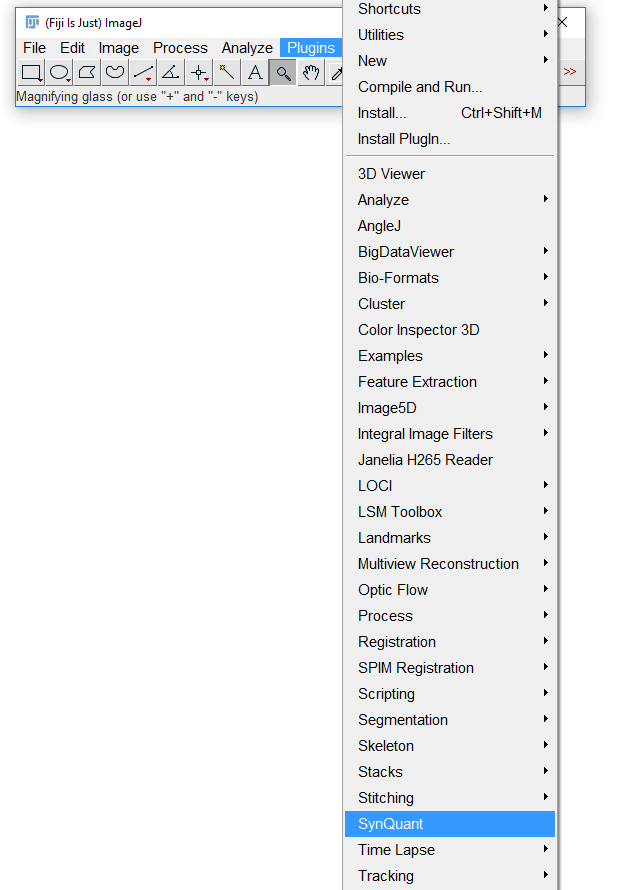 (Fiji Is Just) ImageJ
File Edit Image Process Analyze Plugins
A >>
Magnifying glass (or use "+" and "-" keys)
Shortcuts
Utilities
New
Compile and Run...
Install... Ctrl+Shift+M
Install PlugIn...
3D Viewer
Analyze
AngleJ
BigDataViewer
Bio-Formats
Cluster
Color Inspector 3D
Examples
Feature Extraction
Image5D
Integral Image Filters
Janelia H265 Reader
LOCI
LSM Toolbox
Landmarks
Multiview Reconstruction
Optic Flow
Process
Registration
SPIM Registration
Scripting
Segmentation
Skeleton
Stacks
Stitching
SynQuant
Time Lapse
Tracking